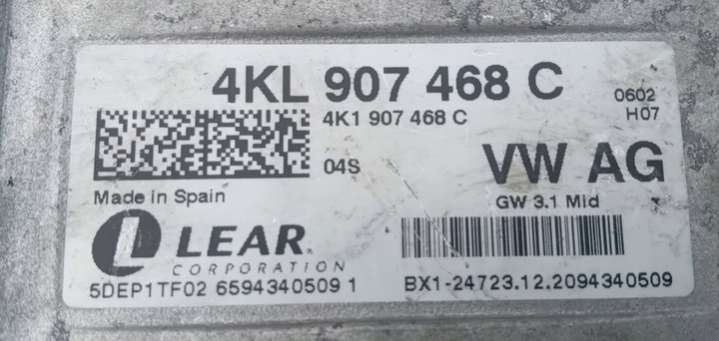 4KL 907 468 C
0602
4K1 907 468 C
H07
04S
VW AG
Made in Spain
GW 3.1 Mid
L LEAR
CORPORATION
5DEP1TF02 6594340509 1
BX1-24723.12.2094340509